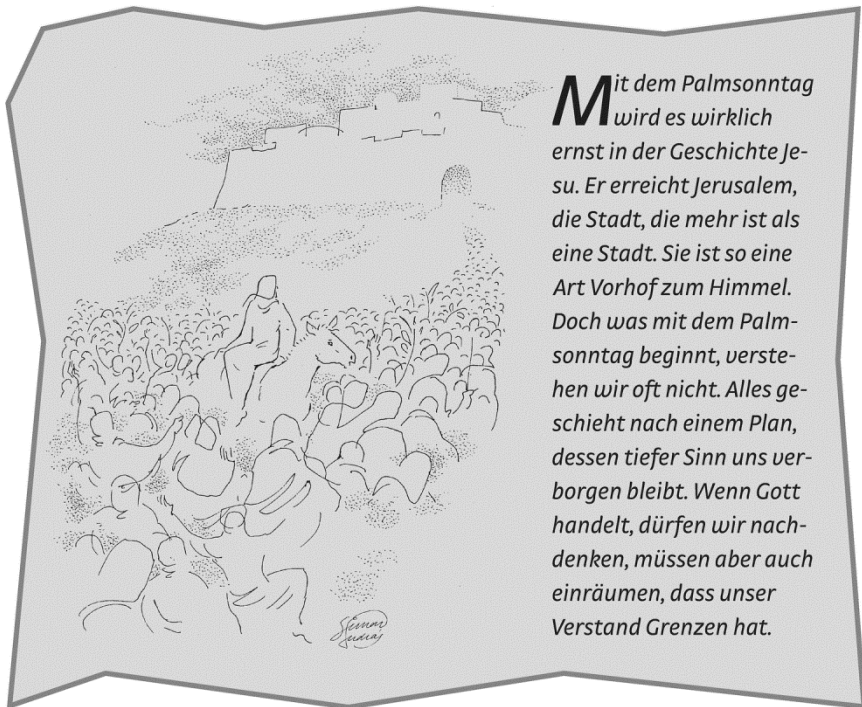 Mit dem Palmsonntag
wird es wirklich
ernst in der Geschichte Je-
su. Er erreicht Jerusalem,
die Stadt, die mehr ist als
eine Stadt. Sie ist so eine
Art Vorhof zum Himmel.
Doch was mit dem Palm-
sonntag beginnt, verste-
hen wir oft nicht. Alles ge-
schieht nach einem Plan,
dessen tiefer Sinn uns ver-
borgen bleibt. Wenn Gott
handelt, dürfen wir nach-
denken, müssen aber auch
einräumen, dass unser
Verstand Grenzen hat.